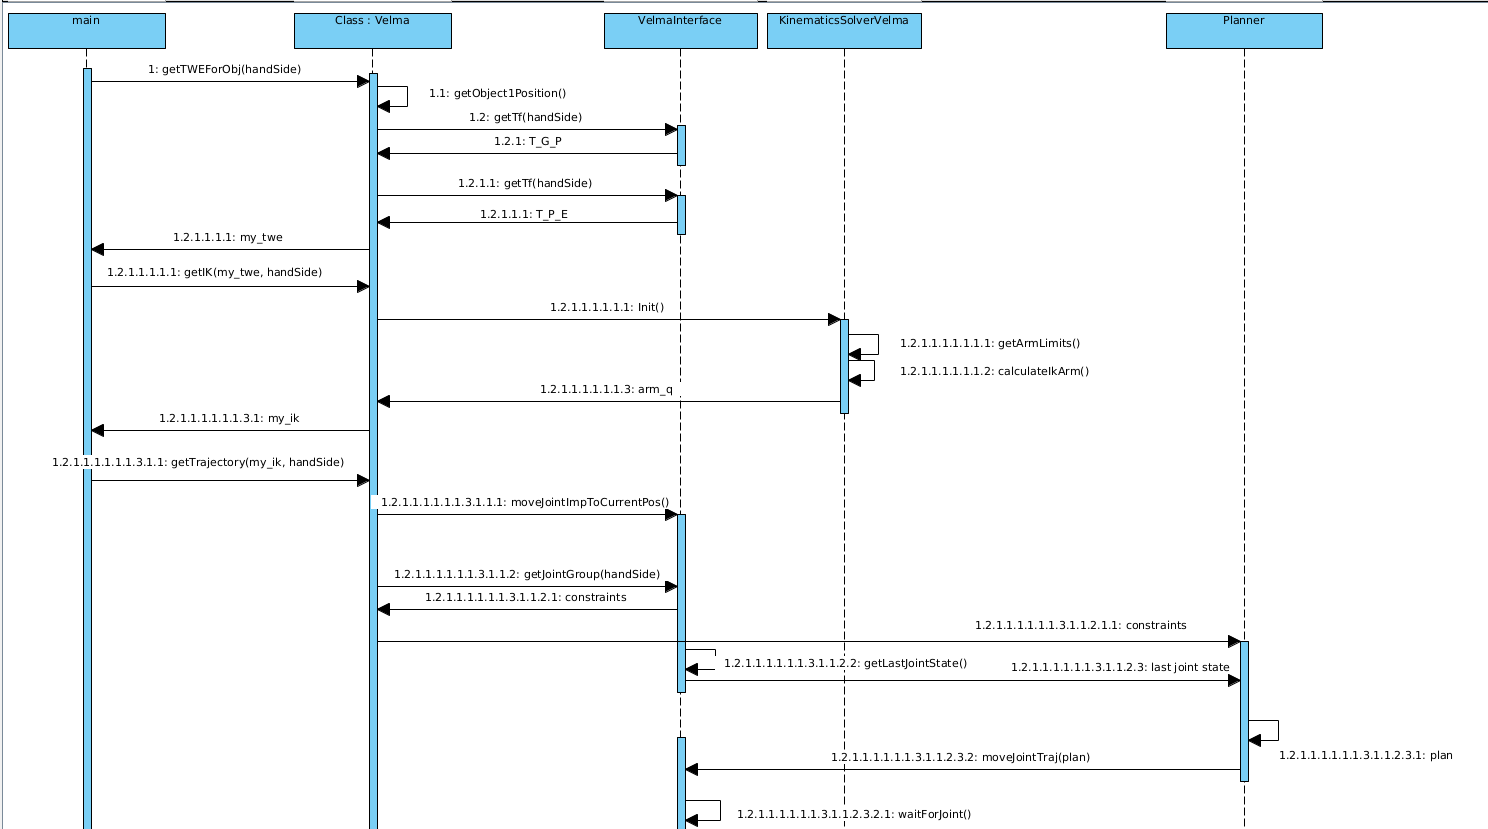 main
Class : Velma
VelmaInterface
KinematicsSolverVelma
Planner
1: getTWEForObj(handSide)
1.1: getObject1Position()
1.2: getTf(handSide)
1.2.1: T_G_P
1.2.1.1: getTf(handSide)
1.2.1.1.1: T_P_E
1.2.1.1.1.1: my_twe
1.2.1.1.1.1.1: getIK(my_twe, handSide)
1.2.1.1.1.1.1.1: Init()
1.2.1.1.1.1.1.1.1: getArmLimits()
1.2.1.1.1.1.1.1.2: calculateIkArm()
1.2.1.1.1.1.1.1.3: arm_q
1.2.1.1.1.1.1.1.3.1: my_ik
1.2.1.1.1.1.1.1.3.1.1: getTrajectory(my_ik, handSide)
1.2.1.1.1.1.1.1.3.1.1.1: moveJointImpToCurrentPos()
1.2.1.1.1.1.1.1.3.1.1.2: getJointGroup(handSide)
1.2.1.1.1.1.1.1.3.1.1.2.1: constraints
1.2.1.1.1.1.1.1.3.1.1.2.1.1: constraints
1.2.1.1.1.1.1.1.3.1.1.2.2: getLastJointState()
1.2.1.1.1.1.1.1.3.1.1.2.3: last joint state
1.2.1.1.1.1.1.1.3.1.1.2.3.1: plan
1.2.1.1.1.1.1.1.3.1.1.2.3.2: moveJointTraj(plan)
1.2.1.1.1.1.1.1.3.1.1.2.3.2.1: waitForJoint()